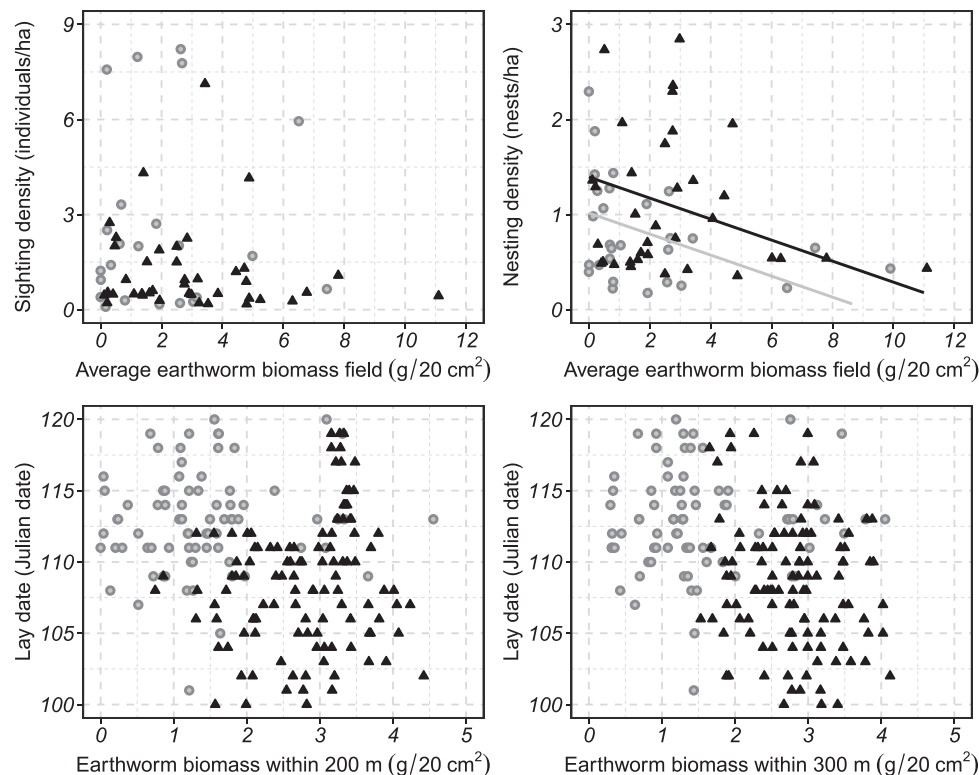 Sighting density (individuals/ha)
9
6
3
0
0 2 4 6 8 10 12
Average earthworm biomass field (g/20 cm²)
Nesting density (nests/ha)
3
2
1
0
0 2 4 6 8 10 12
Average earthworm biomass field (g/20 cm²)
Lay date (Julian date)
120
115
110
105
100
0 1 2 3 4 5
Earthworm biomass within 200 m (g/20 cm²)
Lay date (Julian date)
120
115
110
105
100
0 1 2 3 4 5
Earthworm biomass within 300 m (g/20 cm²)